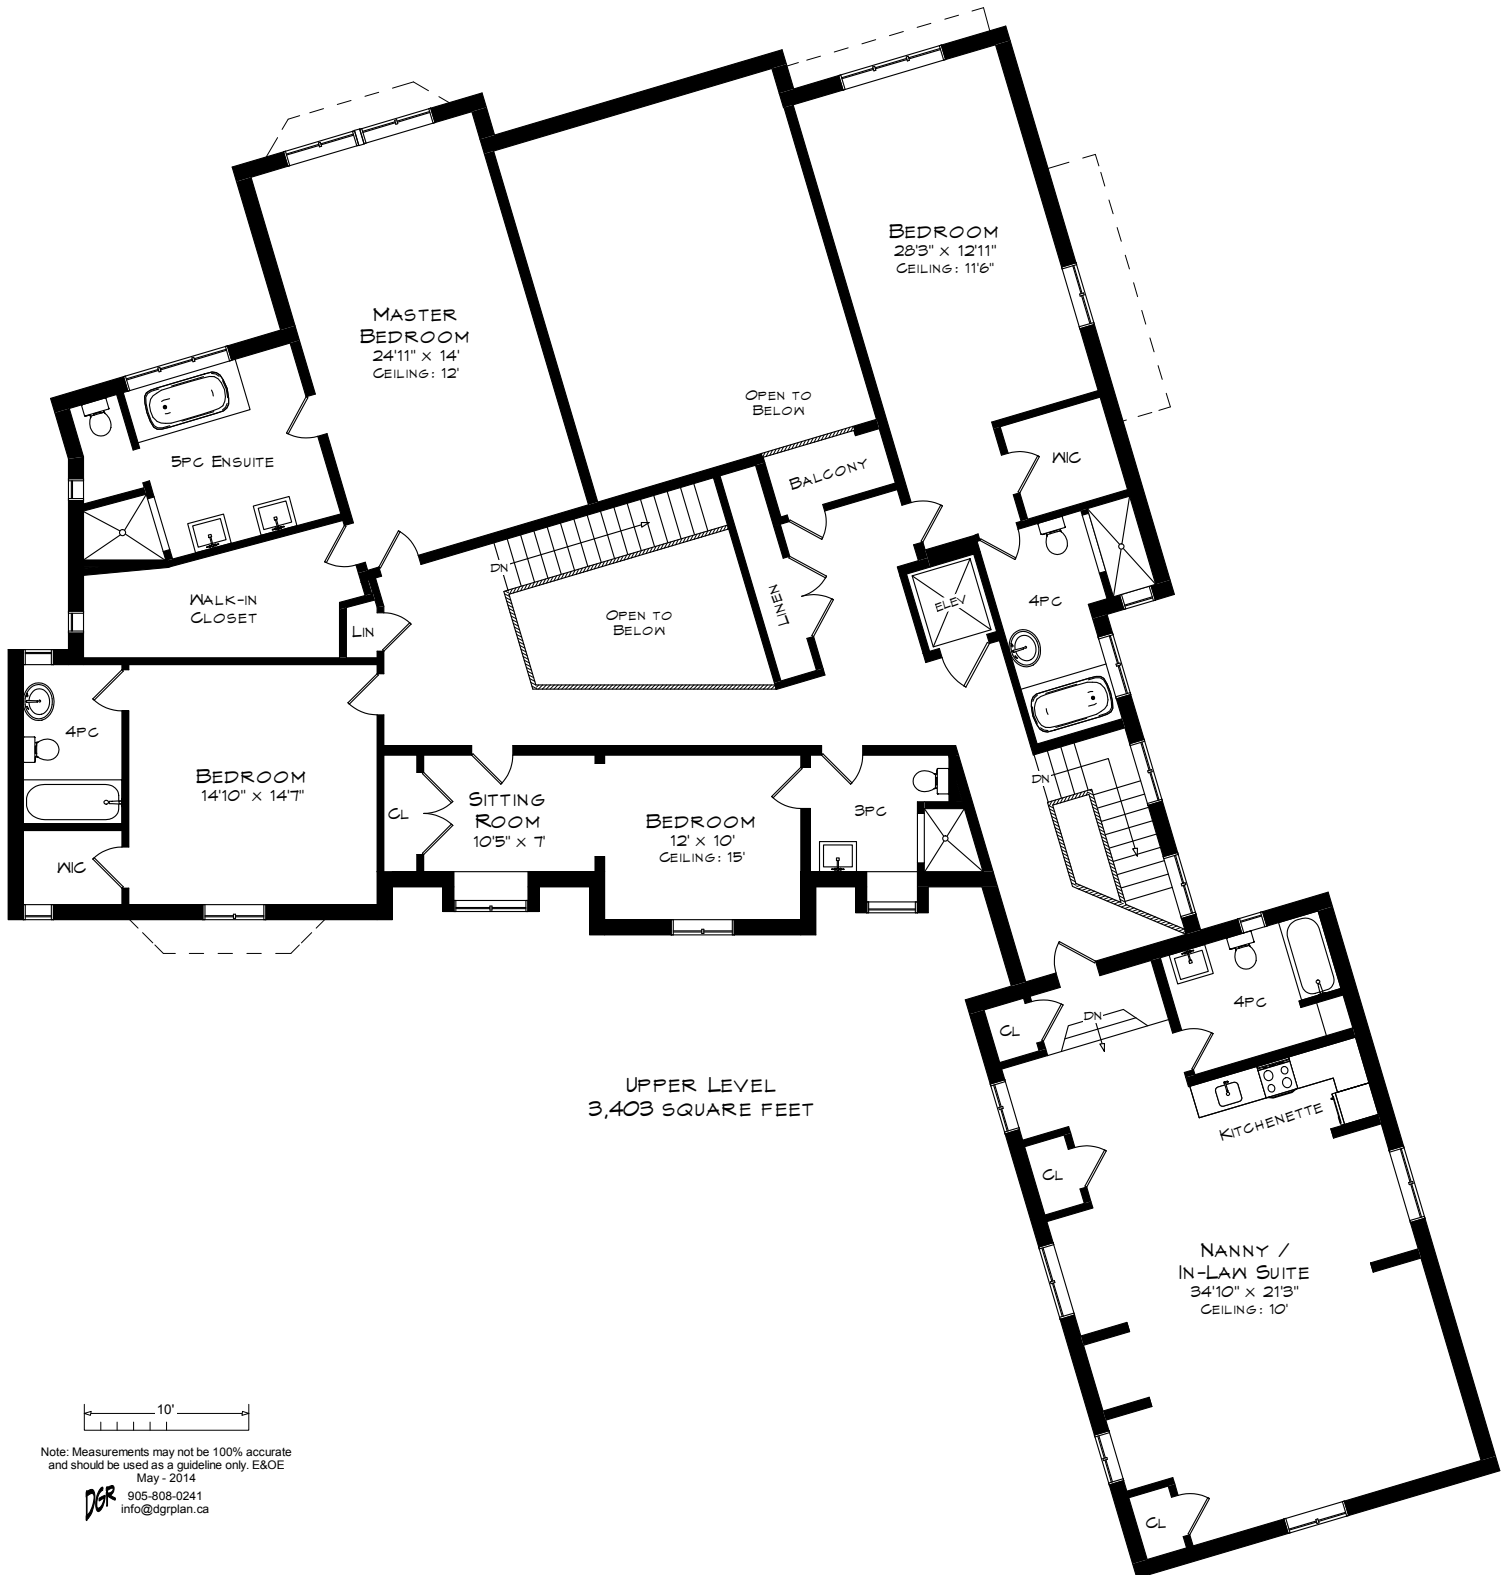 BEDROOM
28'3" x 12'11"
CEILING: 11'6"
MASTER
BEDROOM
24'11" x 14'
CEILING: 12'
OPEN TO
BELOW
5PC ENSUITE
BALCONY
WIC
DN
LINEN
ELEV
4PC
WALK-IN
CLOSET
LIN
OPEN TO
BELOW
4PC
BEDROOM
14'10" x 14'7"
WIC
CL
SITTING
ROOM
10'5" x 7'
BEDROOM
12' x 10'
CEILING: 15'
3PC
DN
4PC
CL
DN
UPPER LEVEL
3,403 SQUARE FEET
KITCHENETTE
CL
NANNY /
IN-LAW SUITE
34'10" x 21'3"
CEILING: 10'
CL
10'
Note: Measurements may not be 100% accurate
and should be used as a guideline only. E&OE
May - 2014
DGR
905-808-0241
info@dgrplan.ca